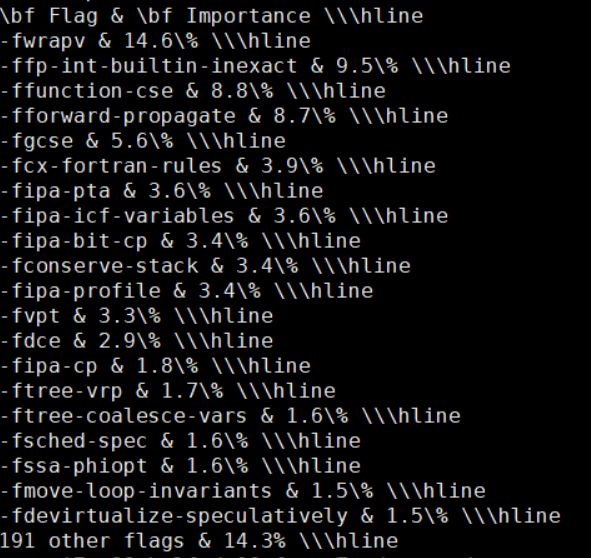 \bf Flag & \bf Importance \\\hline
-fwrapv & 14.6\% \\\hline
-ffp-int-builtin-inexact & 9.5\% \\\hline
-ffunction-cse & 8.8\% \\\hline
-fforward-propagate & 8.7\% \\\hline
-fgcse & 5.6\% \\\hline
-fcx-fortran-rules & 3.9\% \\\hline
-fipa-pta & 3.6\% \\\hline
-fipa-icf-variables & 3.6\% \\\hline
-fipa-bit-cp & 3.4\% \\\hline
-fconserve-stack & 3.4\% \\\hline
-fipa-profile & 3.4\% \\\hline
-fvpt & 3.3\% \\\hline
-fdce & 2.9\% \\\hline
-fipa-cp & 1.8\% \\\hline
-ftree-vrp & 1.7\% \\\hline
-ftree-coalesce-vars & 1.6\% \\\hline
-fsched-spec & 1.6\% \\\hline
-fssa-phiopt & 1.6\% \\\hline
-fmove-loop-invariants & 1.5\% \\\hline
-fdevirtualize-speculatively & 1.5\% \\\hline
191 other flags & 14.3% \\\hline